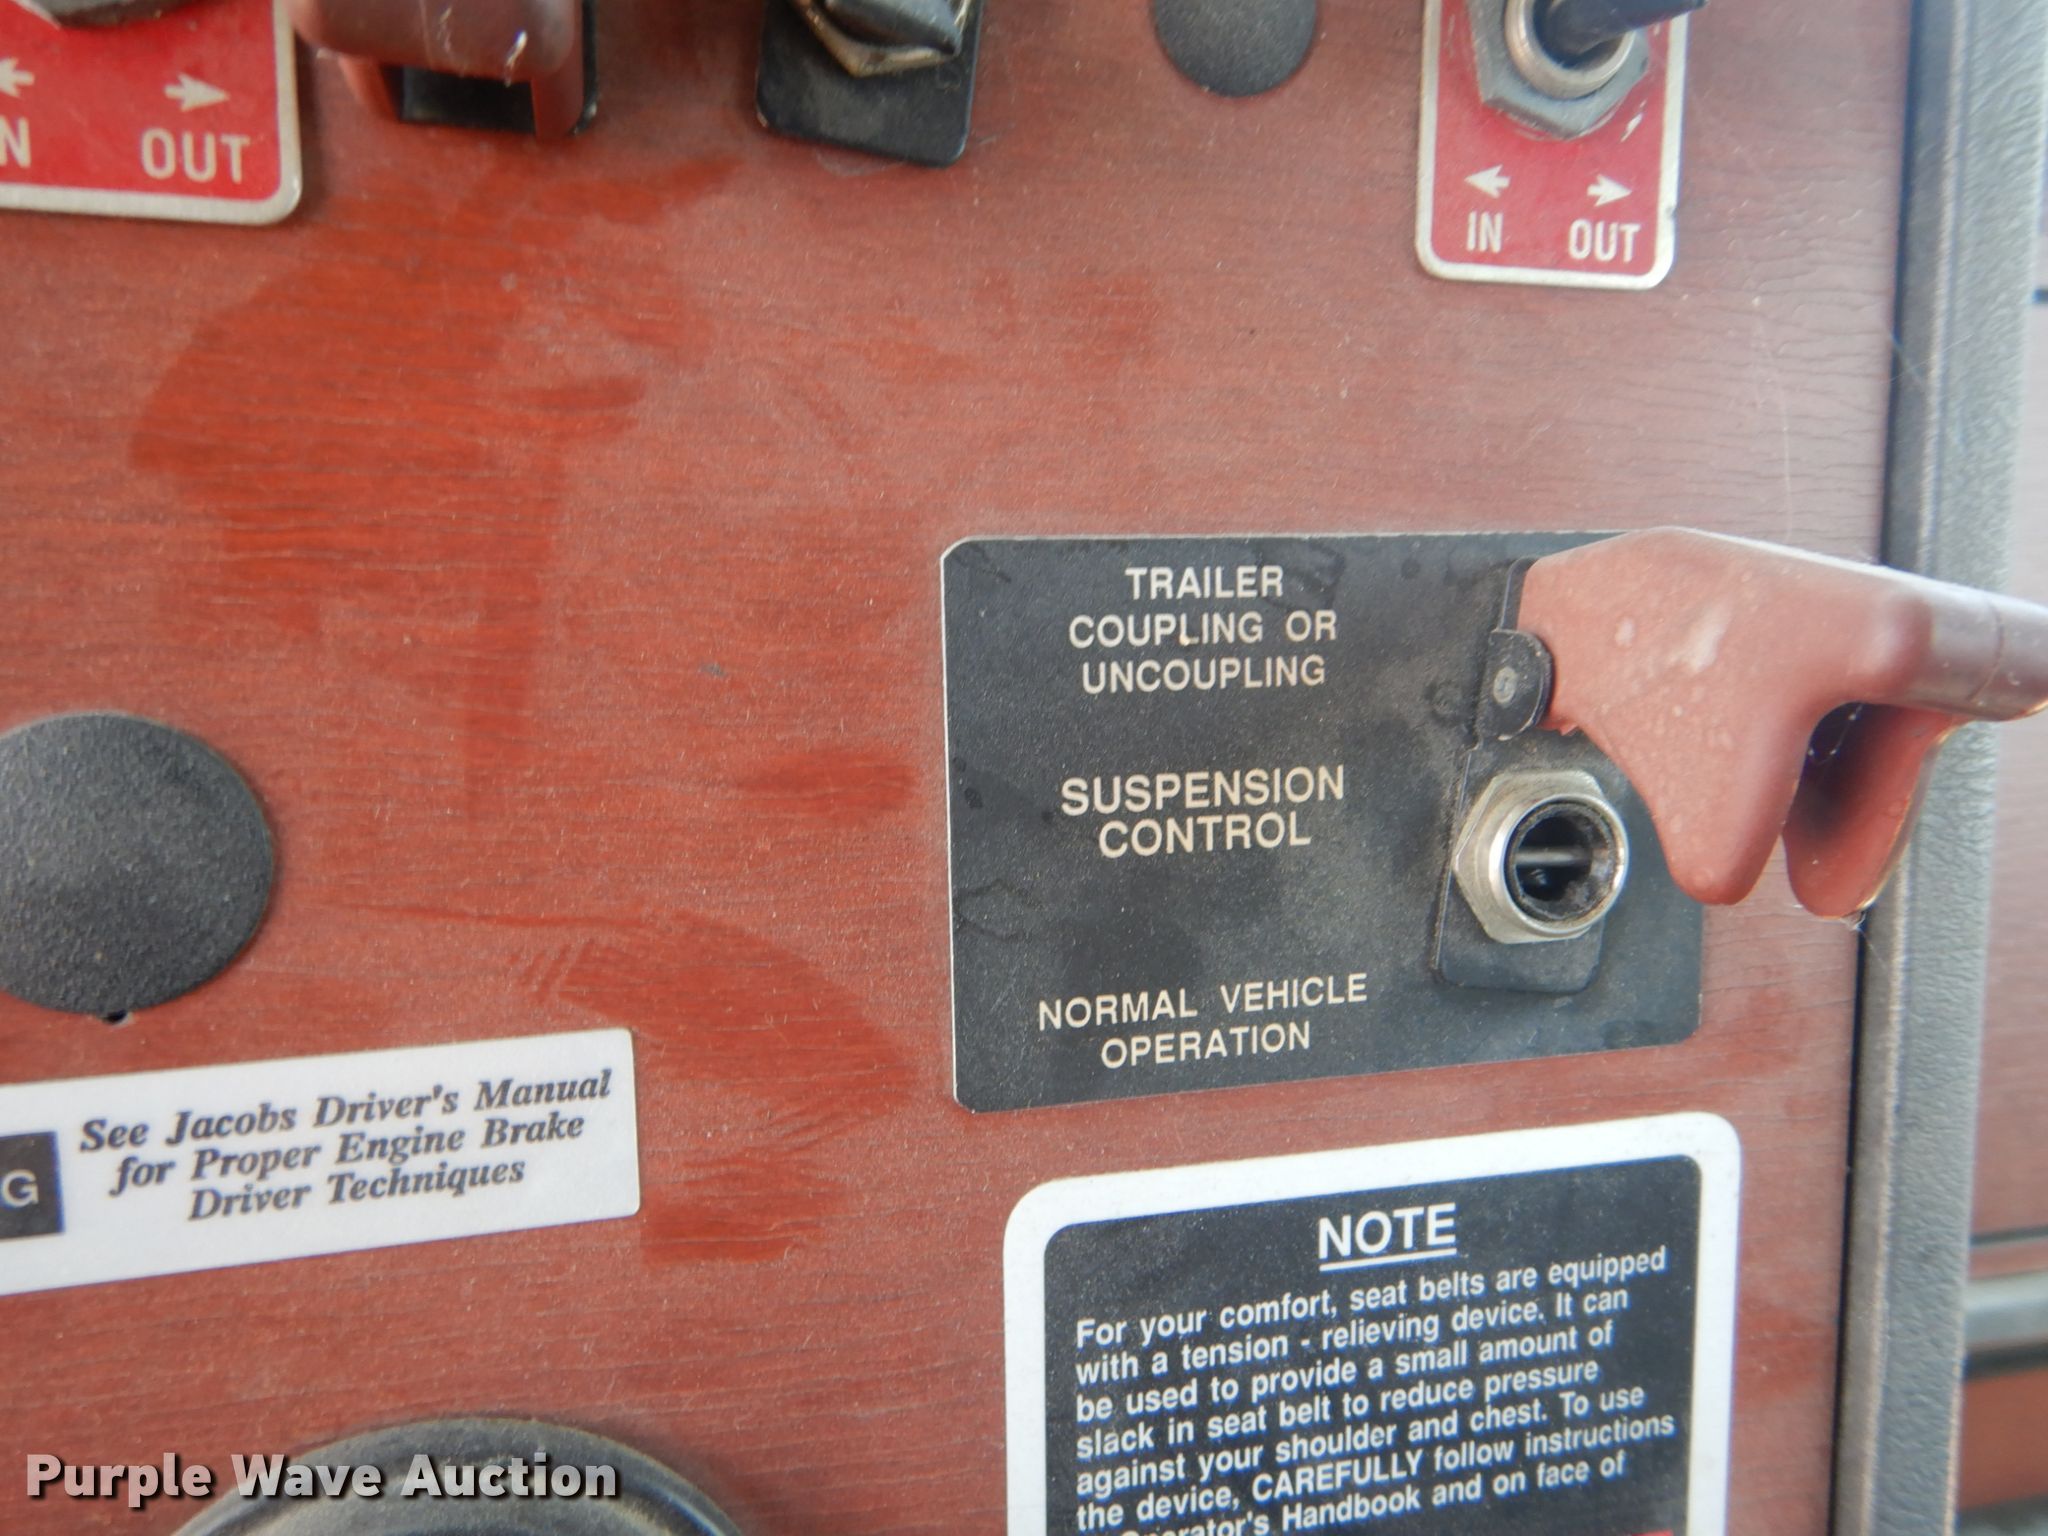 OUT
IN OUT
TRAILER
COUPLING OR
UNCOUPLING
SUSPENSION
CONTROL
NORMAL VEHICLE
OPERATION
G
See Jacobs Driver's Manual
for Proper Engine Brake
Driver Techniques
NOTE
For your comfort, seat belts are equipped
with a tension - relieving device. It can
be used to provide a small amount of
slack in seat belt to reduce pressure
against your shoulder and chest. To use
the device, CAREFULLY follow instructions
Handbook and on face of
Purple Wave Auction